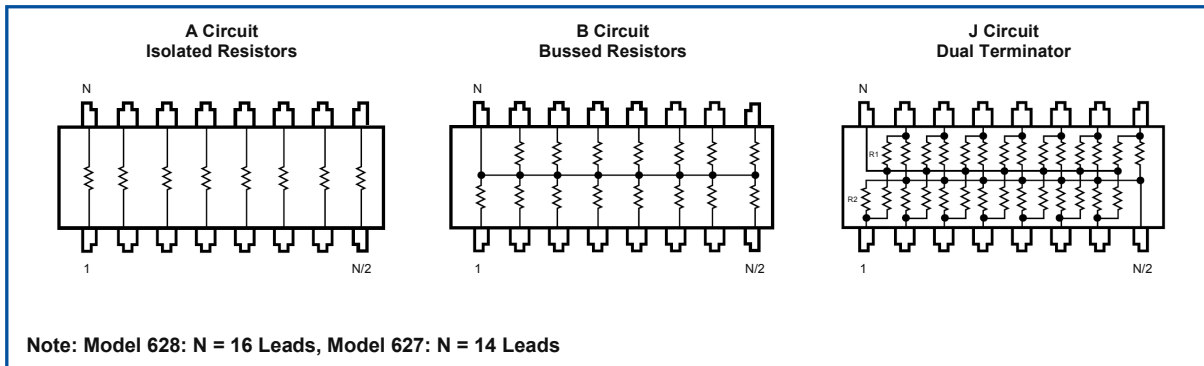 A Circuit
Isolated Resistors
B Circuit
Bussed Resistors
J Circuit
Dual Terminator
N
N
N
R1
R2
1
N/2
1
N/2
1
N/2
Note: Model 628: N = 16 Leads, Model 627: N = 14 Leads